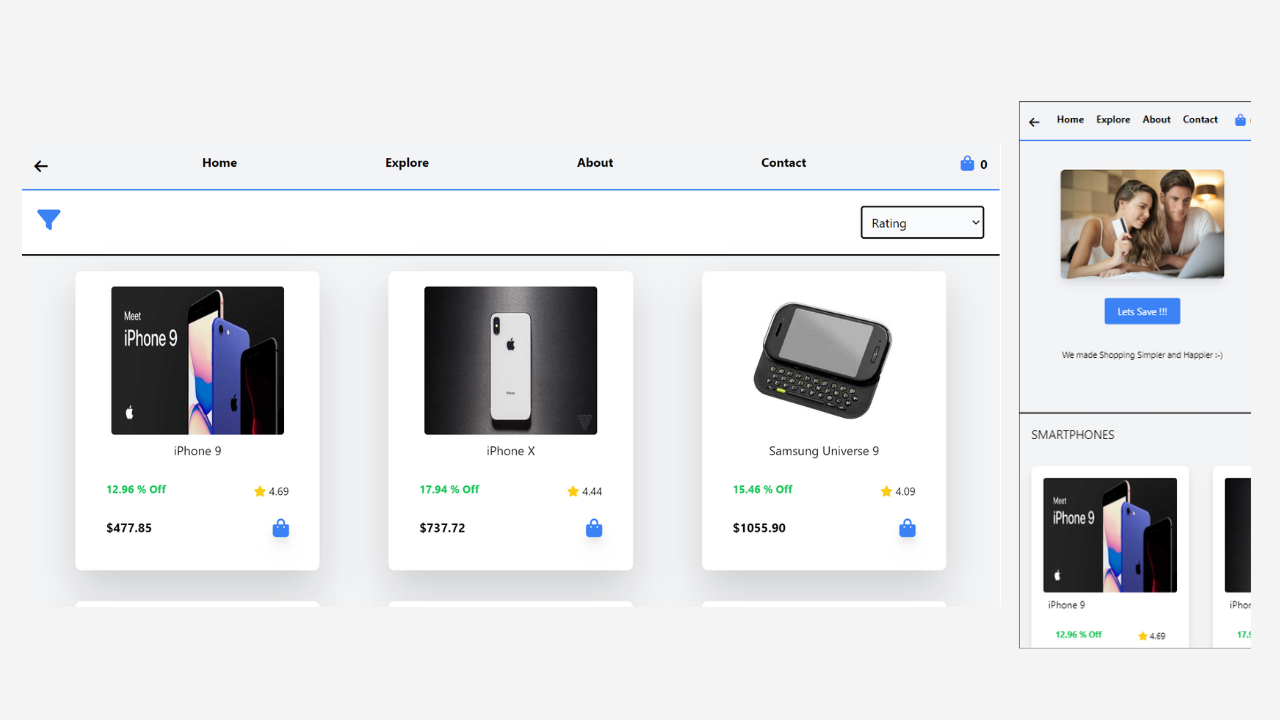 Home Explore About Contact 0
Rating
Meet
iPhone 9
iPhone 9
12.96 % Off 4.69
$477.85
iPhone X
17.94 % Off 4.44
$737.72
Samsung Universe 9
15.46 % Off 4.09
$1055.90
Home Explore About Contact
Lets Save !!!
We made Shopping Simpler and Happier :-)
SMARTPHONES
Meet
iPhone 9
iPhone 9
12.96 % Off 4.69
iPhor
17.9